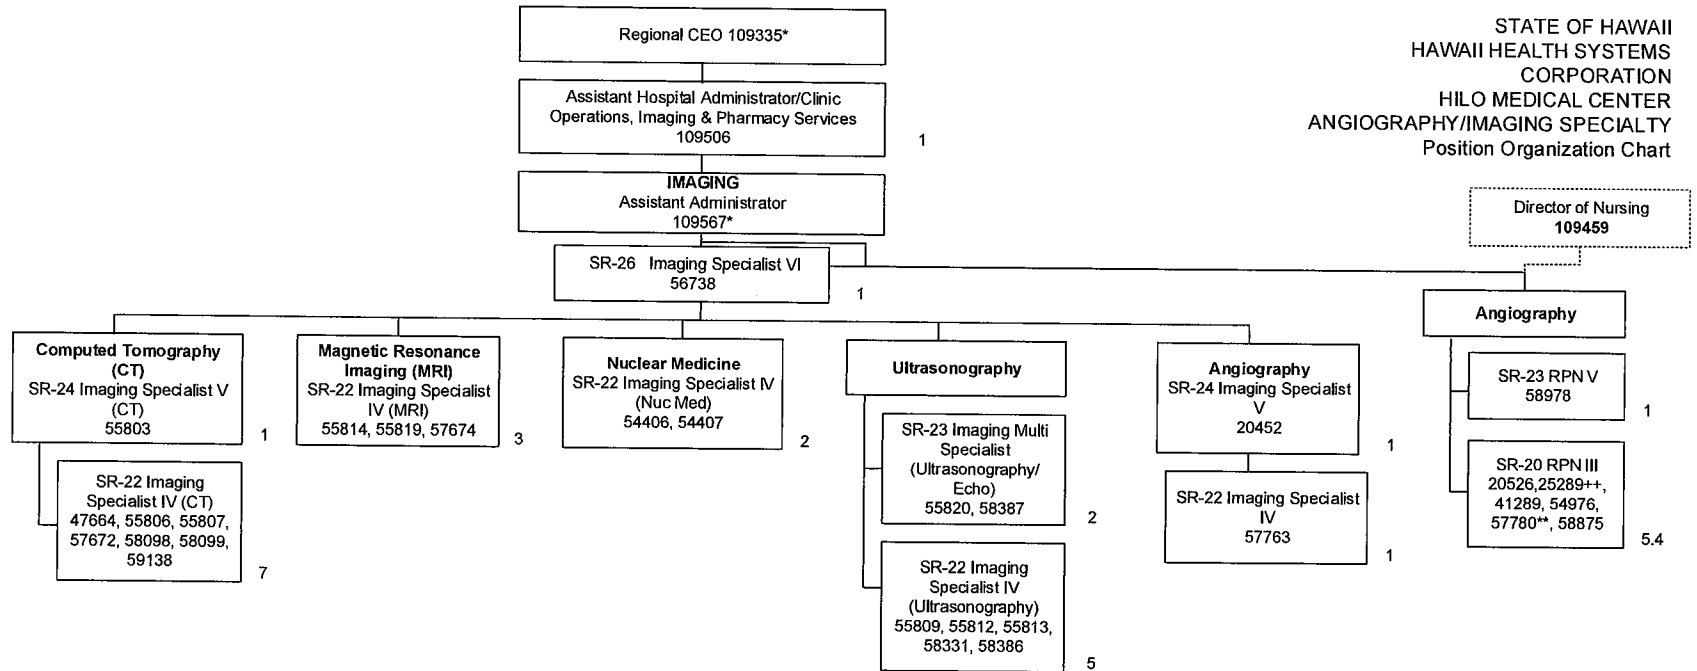 STATE OF HAWAII
HAWAII HEALTH SYSTEMS
CORPORATION
HILO MEDICAL CENTER
ANGIOGRAPHY/IMAGING SPECIALTY
Position Organization Chart
Regional CEO 109335*
Assistant Hospital Administrator/Clinic
Operations, Imaging & Pharmacy Services
109506
1
IMAGING
Assistant Administrator
109567*
Director of Nursing
109459
SR-26 Imaging Specialist VI
56738
1
Computed Tomography
(CT)
SR-24 Imaging Specialist V
(CT)
55803
1
SR-22 Imaging
Specialist IV (CT)
47664, 55806, 55807,
57672, 58098, 58099,
59138
7
Magnetic Resonance
Imaging (MRI)
SR-22 Imaging Specialist
IV (MRI)
55814, 55819, 57674
3
Nuclear Medicine
SR-22 Imaging Specialist IV
(Nuc Med)
54406, 54407
2
Ultrasonography
SR-23 Imaging Multi
Specialist
(Ultrasonography/
Echo)
55820, 58387
2
SR-22 Imaging
Specialist IV
(Ultrasonography)
55809, 55812, 55813,
58331, 58386
5
Angiography
SR-24 Imaging Specialist
V
20452
1
SR-22 Imaging Specialist
IV
57763
1
Angiography
SR-23 RPN V
58978
1
SR-20 RPN III
20526,25289++,
41289, 54976,
57780**, 58875
5.4